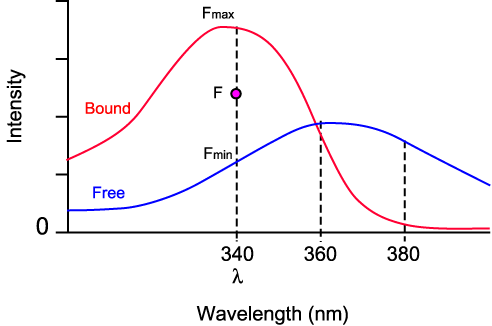 Fmax
F
Bound
Fmin
Free
Intensity
0
340 360 380
λ
Wavelength (nm)